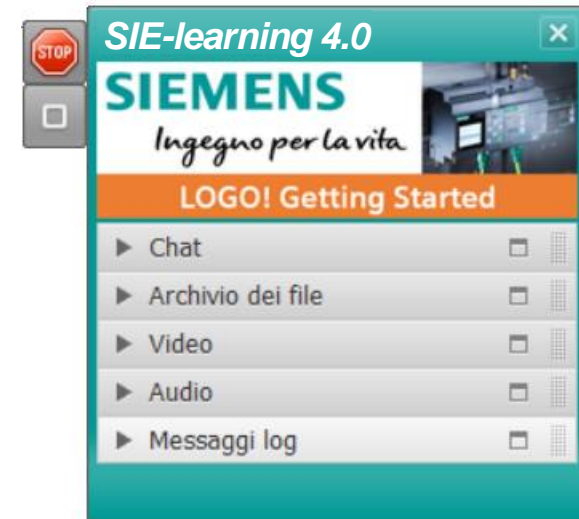 STOP
SIE-learning 4.0
SIEMENS
Ingegno per la vita
LOGO! Getting Started
Chat
Archivio dei file
Video
Audio
Messaggi log